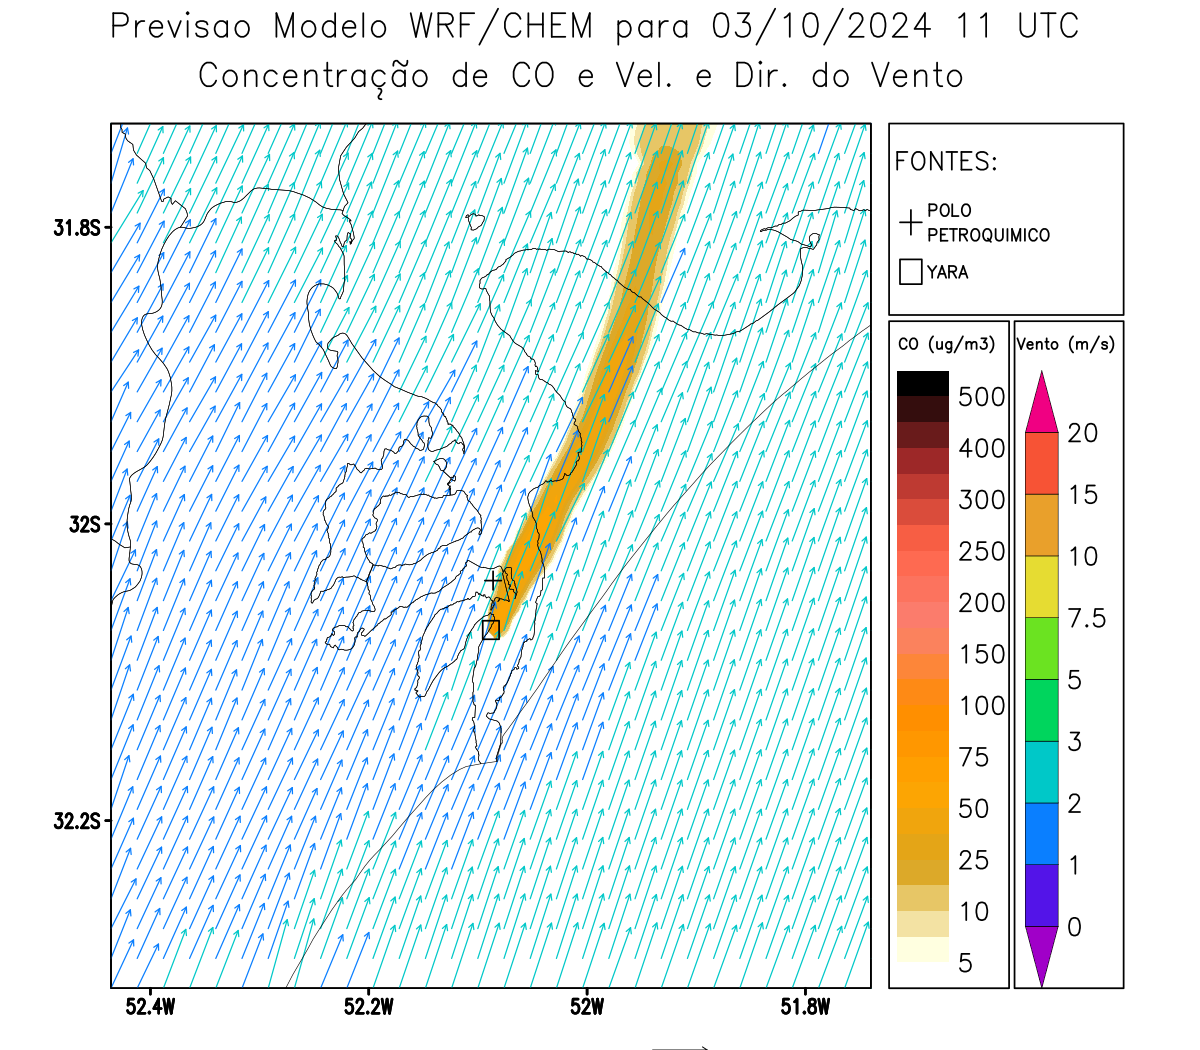 Previsao Modelo WRF/CHEM para 03/10/2024 11 UTC
Concentração de CO e Vel. e Dir. do Vento
FONTES:
POLO
PETROQUIMICO
YARA
31.8S
32S
32.2S
52.4W
52.2W
52W
51.8W
CO (ug/m3)
500
400
300
250
200
150
100
75
50
25
10
5
Vento (m/s)
20
15
10
7.5
5
3
2
1
0